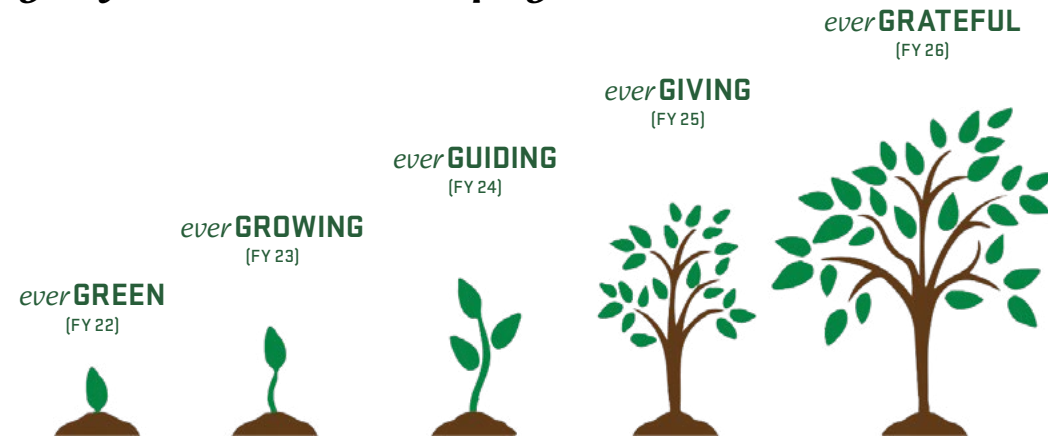 everGREEN
(FY 22)
everGROWING
(FY 23)
everGUIDING
(FY 24)
everGIVING
(FY 25)
everGRATEFUL
(FY 26)